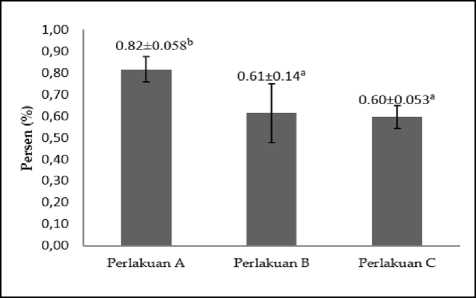 Persen (%)
1,00
0,90
0,80
0,70
0,60
0,50
0,40
0,30
0,20
0,10
0,00
0.82±0.058ᵇ
0.61±0.14ᵃ
0.60±0.053ᵃ
Perlakuan A
Perlakuan B
Perlakuan C